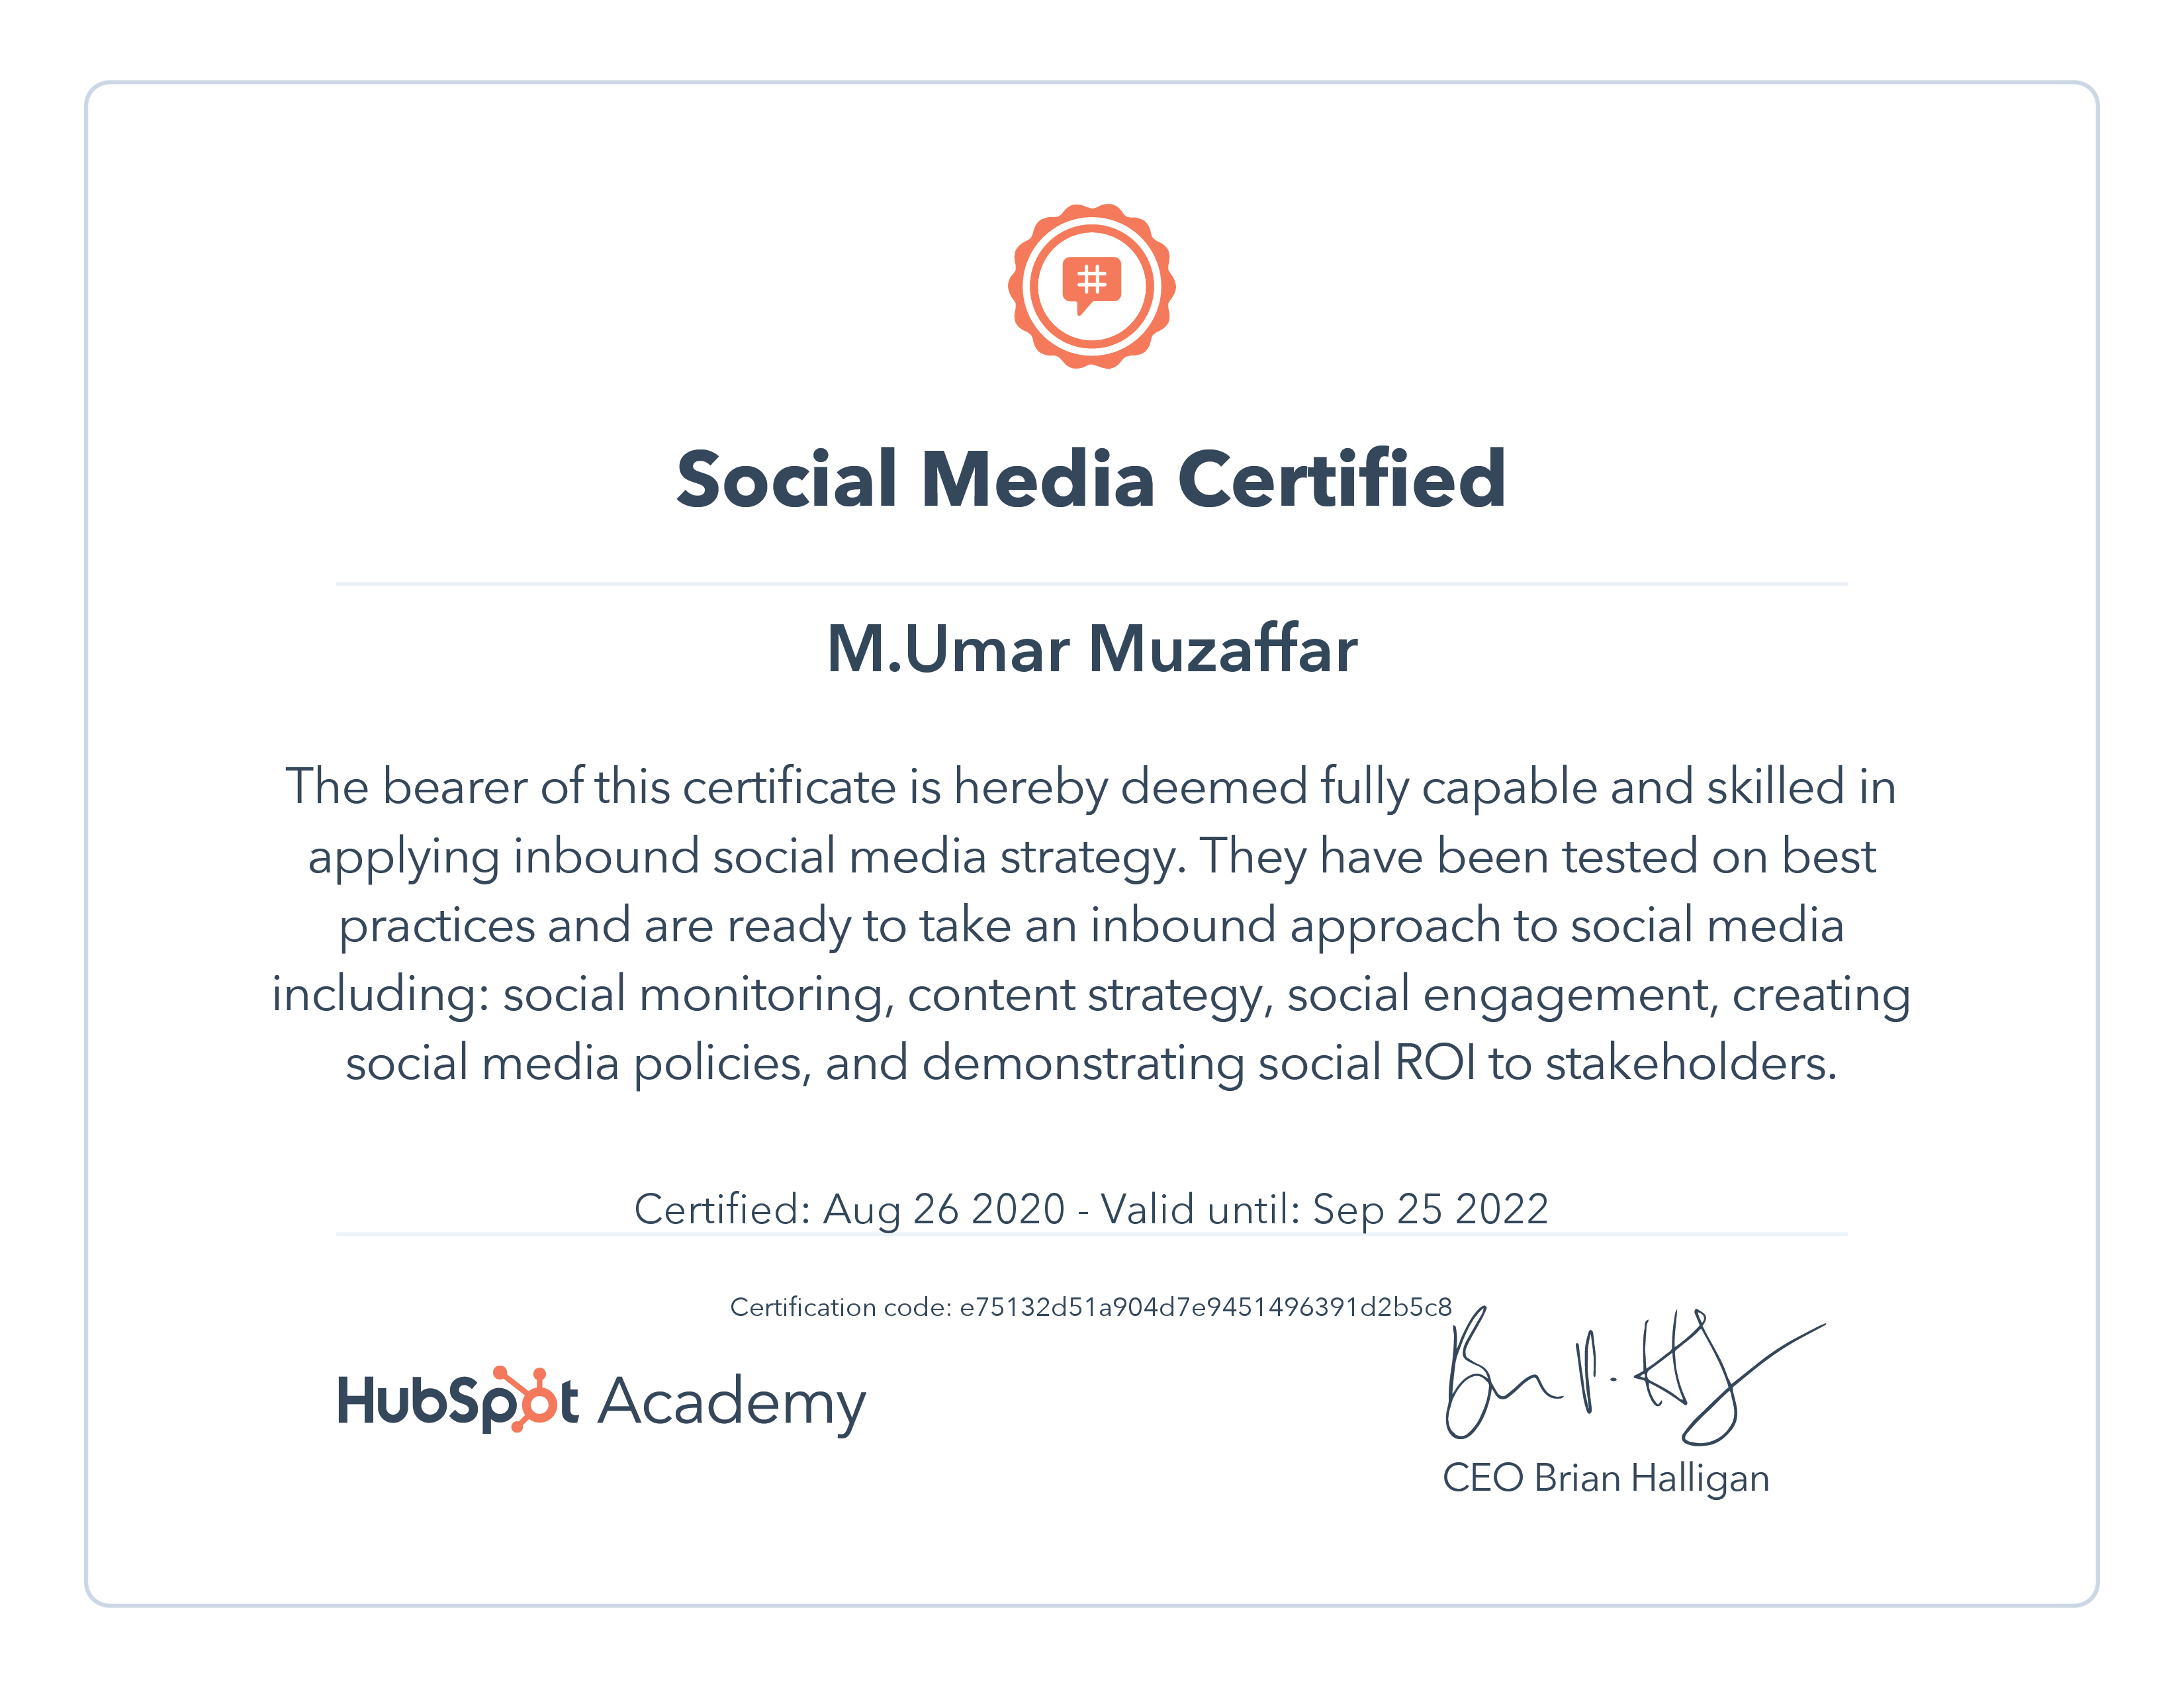 #
Social Media Certified
M.Umar Muzaffar
The bearer of this certificate is hereby deemed fully capable and skilled in
applying inbound social media strategy. They have been tested on best
practices and are ready to take an inbound approach to social media
including: social monitoring, content strategy, social engagement, creating
social media policies, and demonstrating social ROI to stakeholders.
Certified: Aug 26 2020 - Valid until: Sep 25 2022
Certification code: e75132d51a904d7e9451496391d2b5c8
HubSpot Academy
CEO Brian Halligan